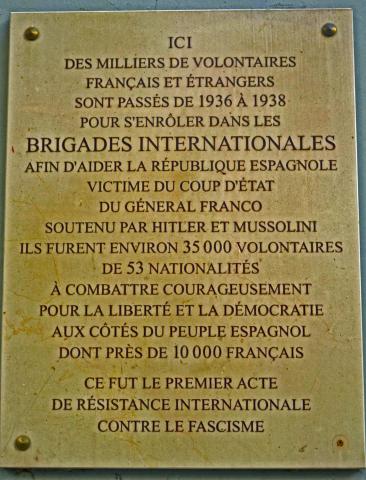 ICI
DES MILLIERS DE VOLONTAIRES
FRANÇAIS ET ÉTRANGERS
SONT PASSÉS DE 1936 À 1938
POUR S'ENRÔLER DANS LES
BRIGADES INTERNATIONALES
AFIN D'AIDER LA RÉPUBLIQUE ESPAGNOLE
VICTIME DU COUP D'ÉTAT
DU GÉNÉRAL FRANCO
SOUTENU PAR HITLER ET MUSSOLINI
ILS FURENT ENVIRON 35 000 VOLONTAIRES
DE 53 NATIONALITÉS
À COMBATTRE COURAGEUSEMENT
POUR LA LIBERTÉ ET LA DÉMOCRATIE
AUX CÔTÉS DU PEUPLE ESPAGNOL
DONT PRÈS DE 10 000 FRANÇAIS
CE FUT LE PREMIER ACTE
DE RÉSISTANCE INTERNATIONALE
CONTRE LE FASCISME